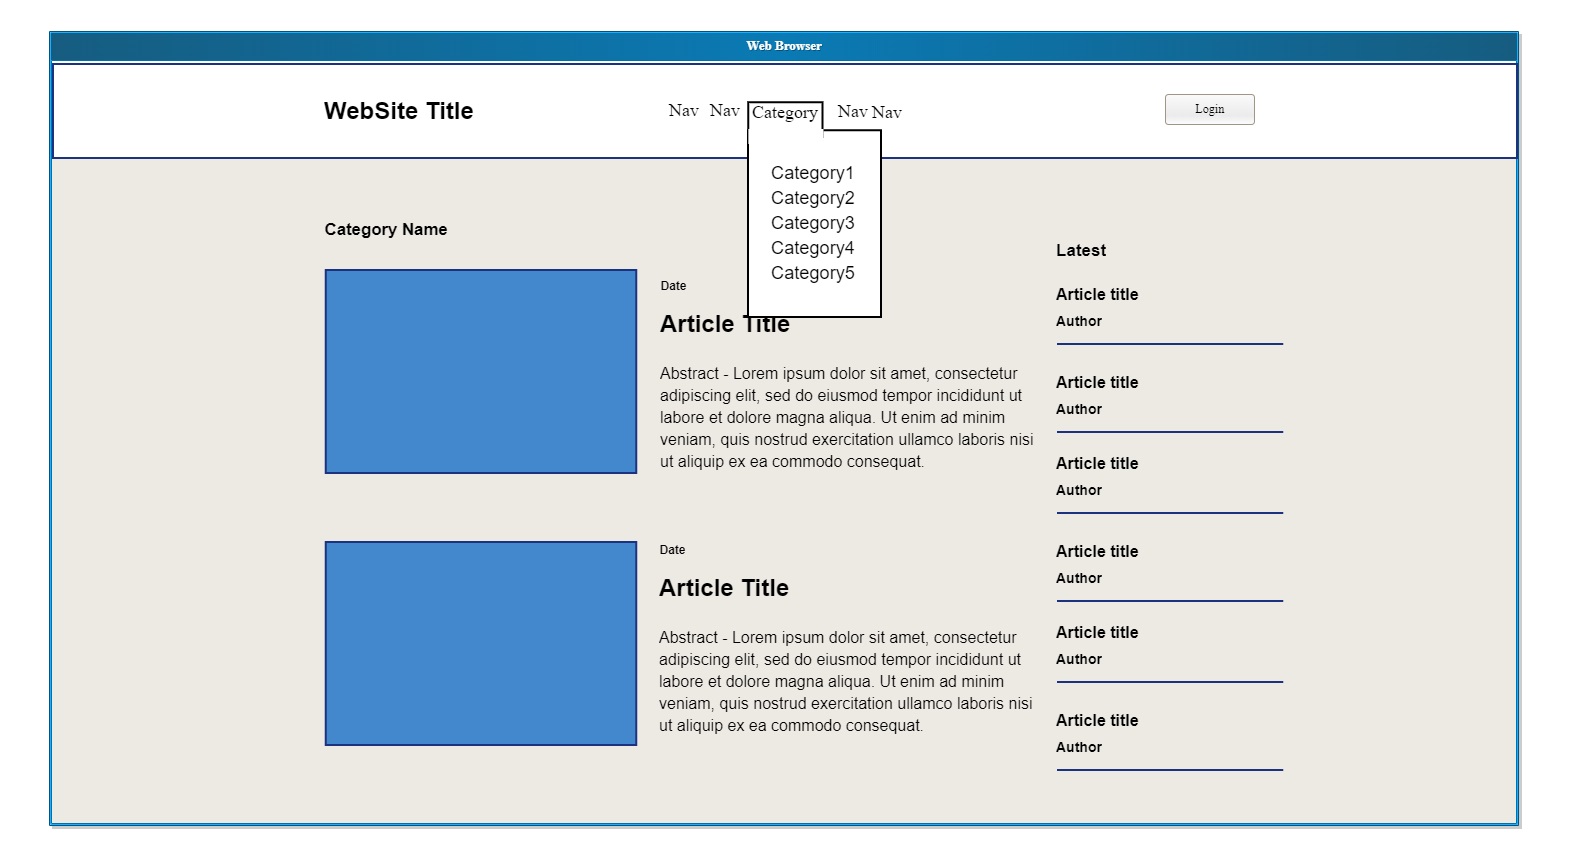 Web Browser
WebSite Title
Nav Nav Category Nav Nav
Login
Category1
Category2
Category3
Category4
Category5
Category Name
Date
Article Title
Abstract - Lorem ipsum dolor sit amet, consectetur
adipiscing elit, sed do eiusmod tempor incididunt ut
labore et dolore magna aliqua. Ut enim ad minim
veniam, quis nostrud exercitation ullamco laboris nisi
ut aliquip ex ea commodo consequat.
Date
Article Title
Abstract - Lorem ipsum dolor sit amet, consectetur
adipiscing elit, sed do eiusmod tempor incididunt ut
labore et dolore magna aliqua. Ut enim ad minim
veniam, quis nostrud exercitation ullamco laboris nisi
ut aliquip ex ea commodo consequat.
Latest
Article title
Author
Article title
Author
Article title
Author
Article title
Author
Article title
Author
Article title
Author